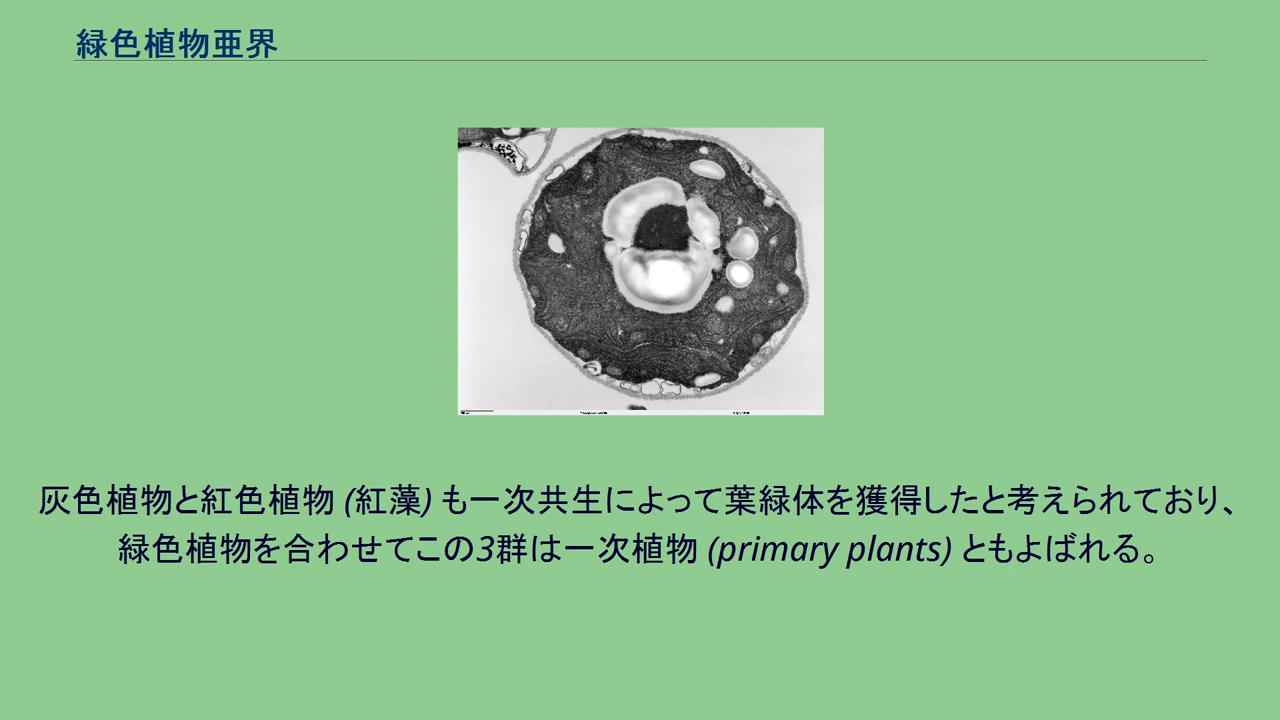 緑色植物亜界
灰色植物と紅色植物 (紅藻) も一次共生によって葉緑体を獲得したと考えられており、
緑色植物を合わせてこの3群は一次植物 (primary plants) ともよばれる。